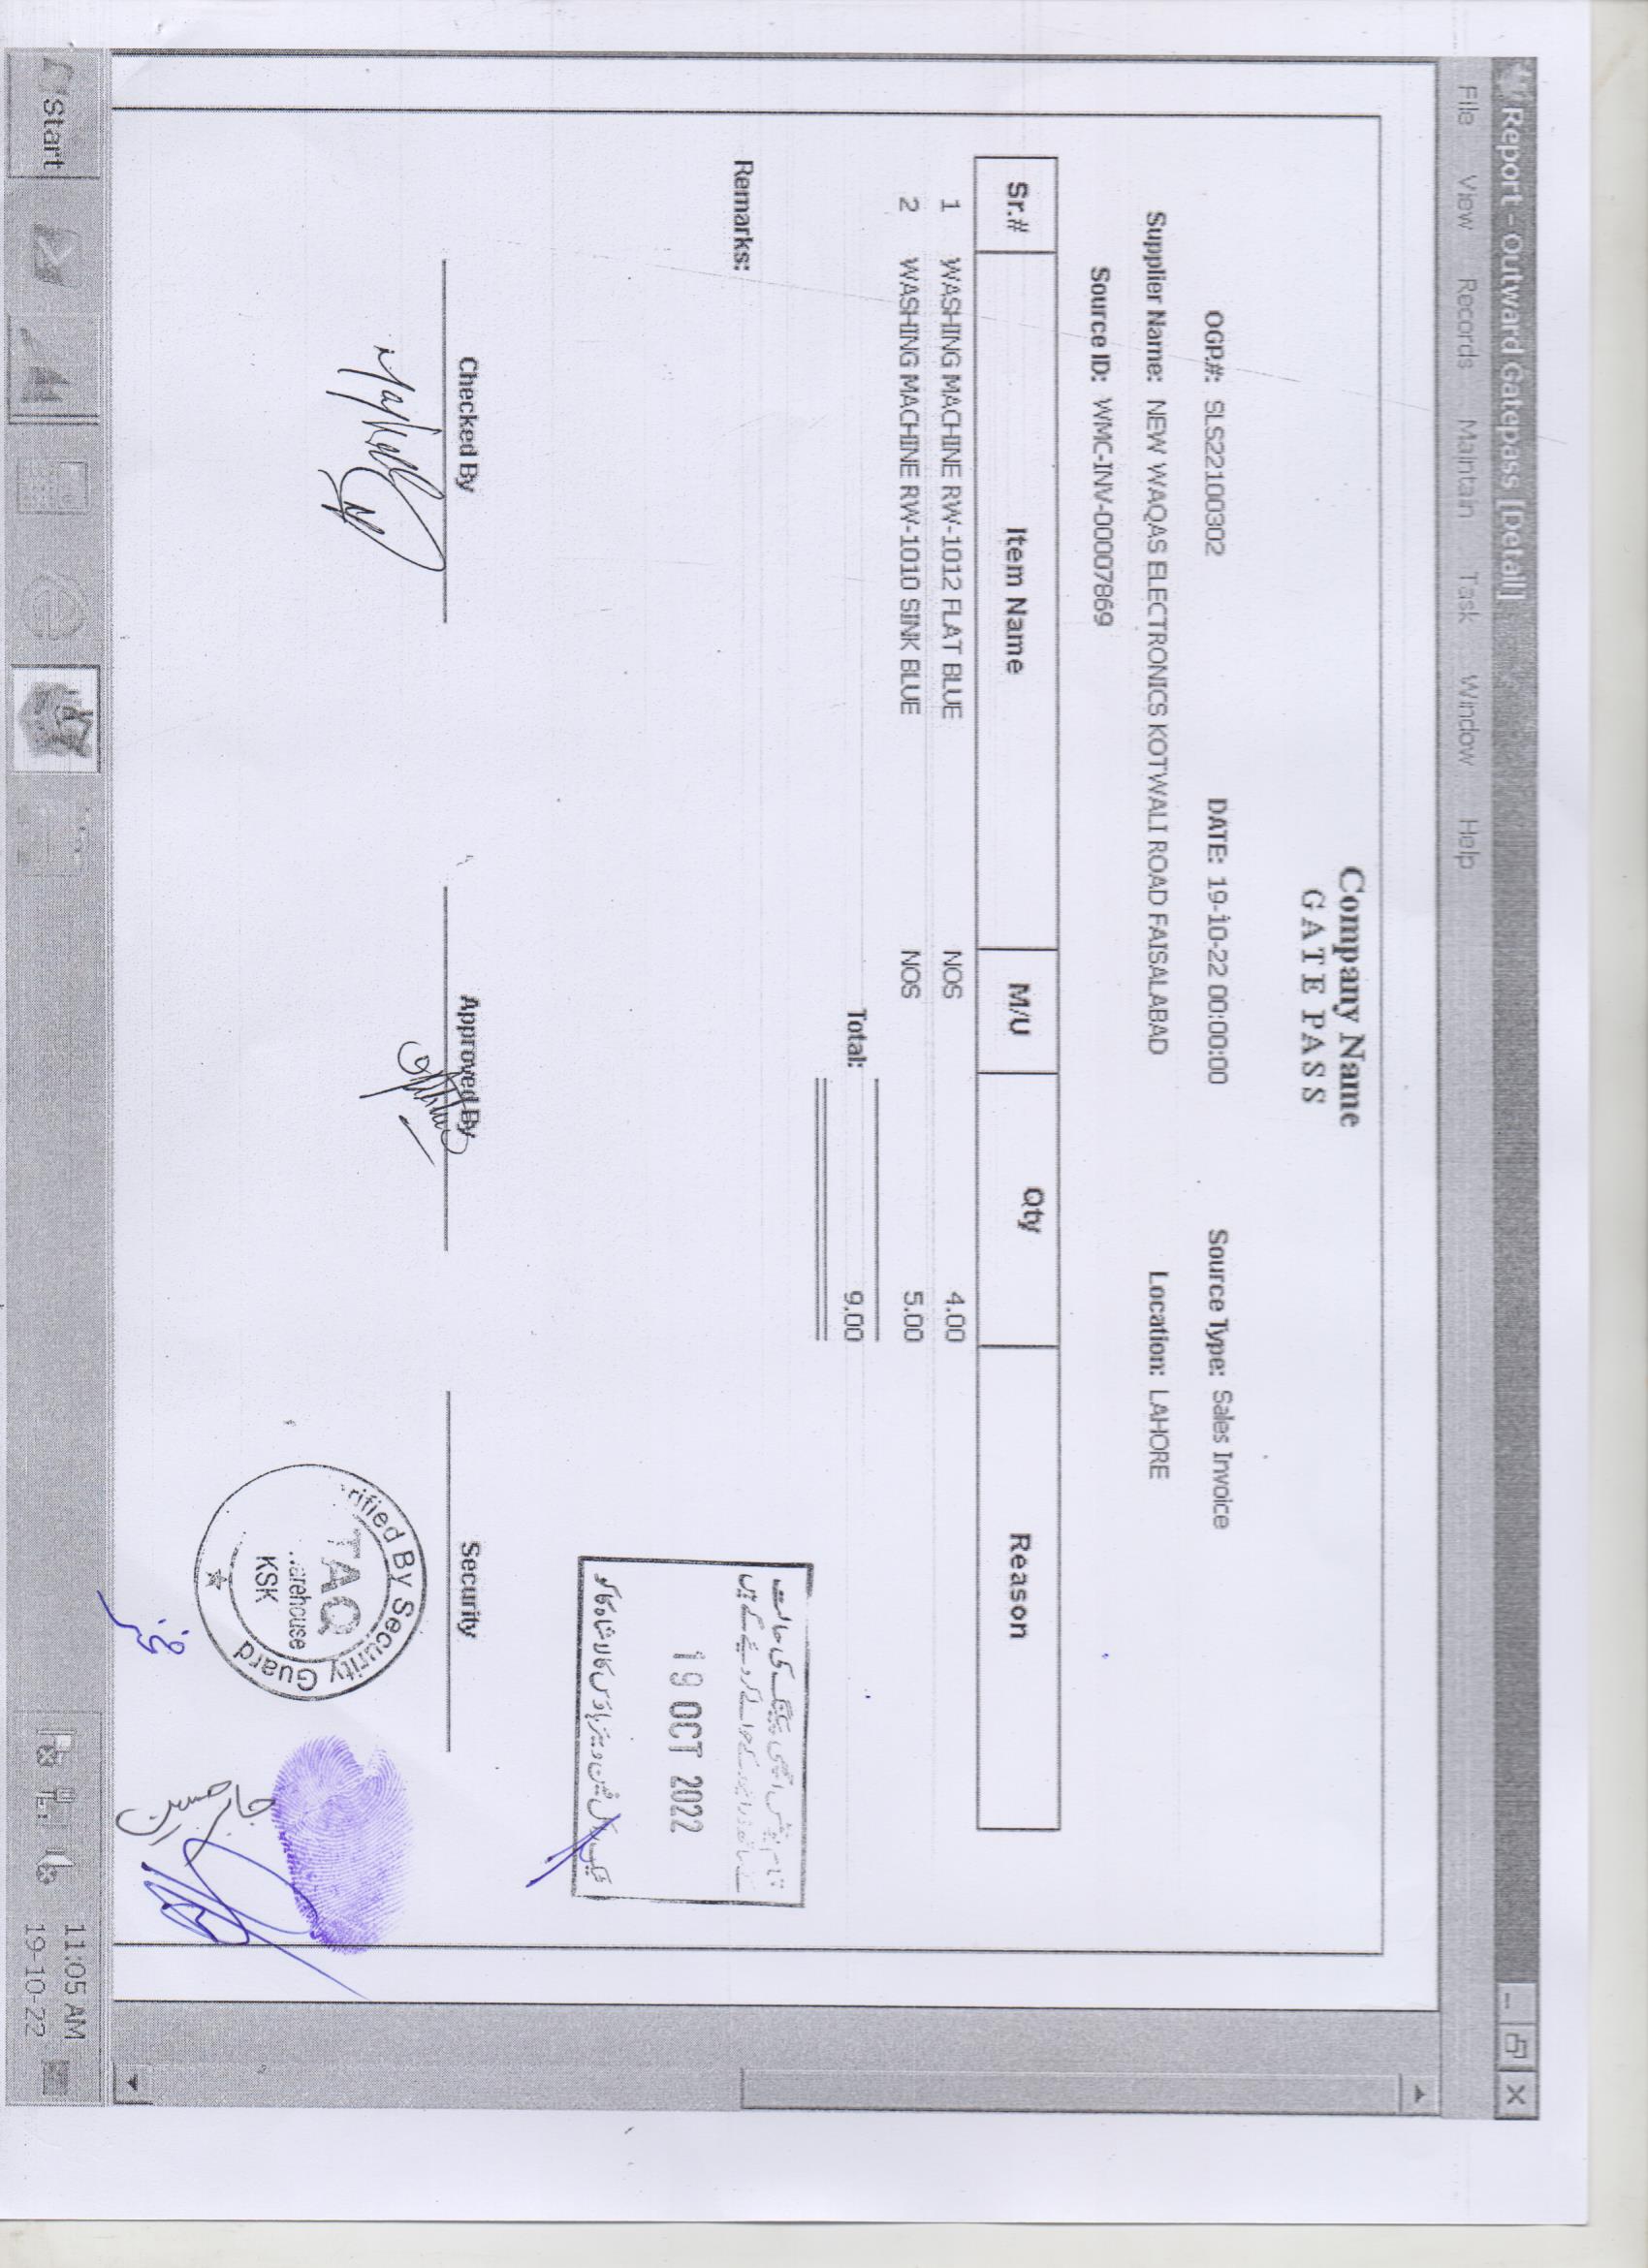 Report - Outward Gatepass [Detail]
File View Records Maintain Task Window Help
Company Name
GATE PASS
OGP.#: SLS22100302 DATE: 19-10-22 00:00:00 Source Type: Sales Invoice
Supplier Name: NEW WAQAS ELECTRONICS KOTWALI ROAD FAISALABAD Location: LAHORE
Source ID: WMC-INV-00007869
Sr.# Item Name M/U Qty Reason
1 WASHING MACHINE RW-1012 FLAT BLUE NOS 4.00
2 WASHING MACHINE RW-1010 SINK BLUE NOS 5.00
Total: 9.00
Remarks:
تمام یونٹس اچھی پیکنگ کی حالت
کے ساتھ ڈرائیور کے حوالے کر دیئے گے ہیں
19 OCT 2022
فین ویئر ہاؤس کالا شاہ کاکو
Checked By Approved By Security
By Security Guard
TAQ
KSK
Start
11:05 AM
19-10-22